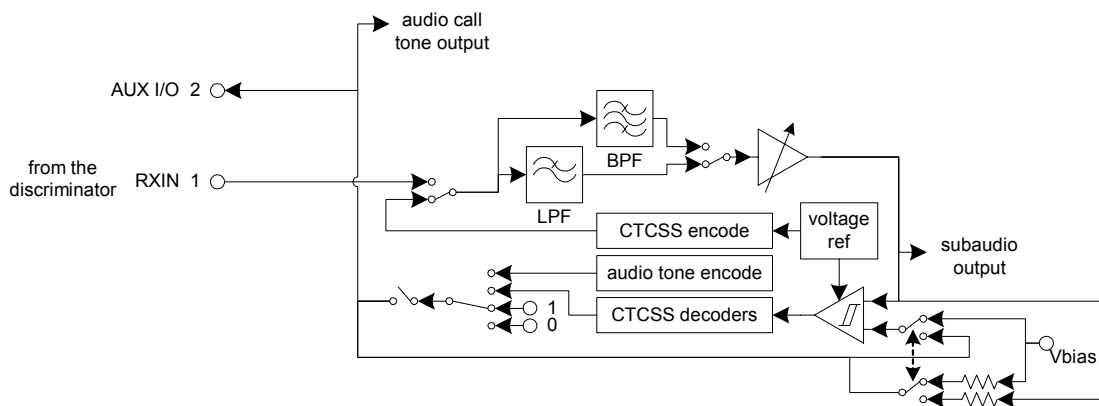 audio call
tone output
AUX I/O 2
BPF
from the
discriminator
RXIN 1
LPF
CTCSS encode
voltage
ref
subaudio
output
audio tone encode
CTCSS decoders
1
0
Vbias